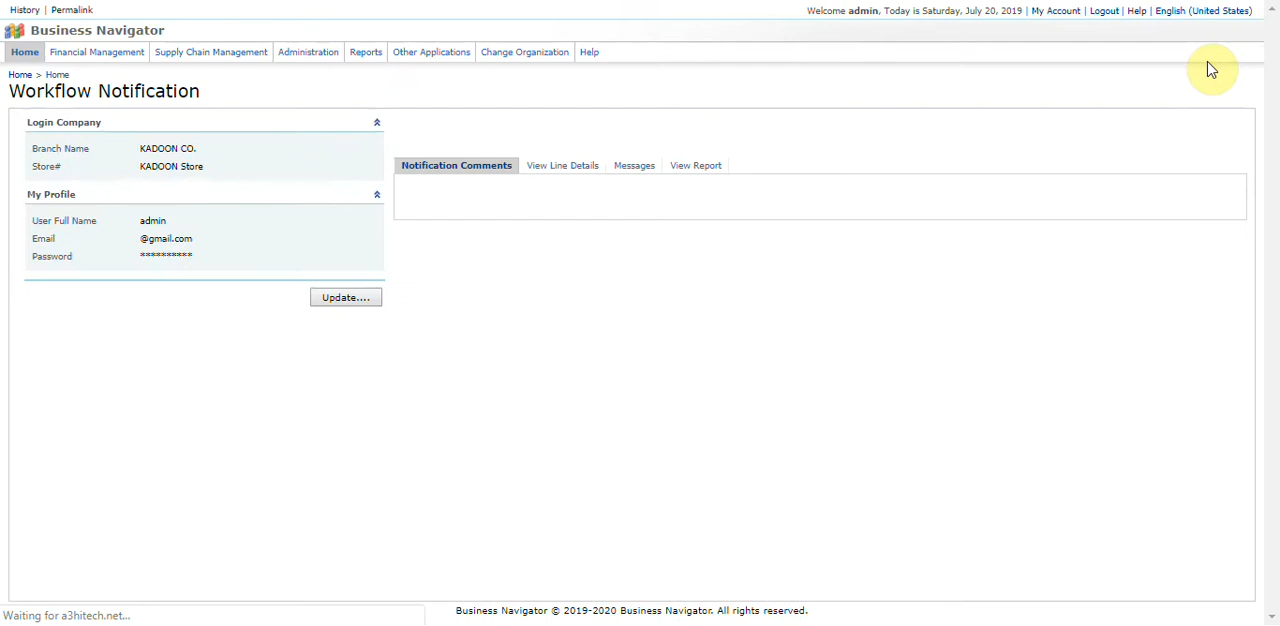 History | Permalink
Welcome admin, Today is Saturday, July 20, 2019 | My Account | Logout | Help | English (United States)
Business Navigator
Home Financial Management Supply Chain Management Administration Reports Other Applications Change Organization Help
Home > Home
Workflow Notification
Login Company
Branch Name KADOON CO.
Store# KADOON Store
My Profile
User Full Name admin
Email @gmail.com
Password **********
Update....
Notification Comments View Line Details Messages View Report
Waiting for a3hitech.net...
Business Navigator © 2019-2020 Business Navigator. All rights reserved.